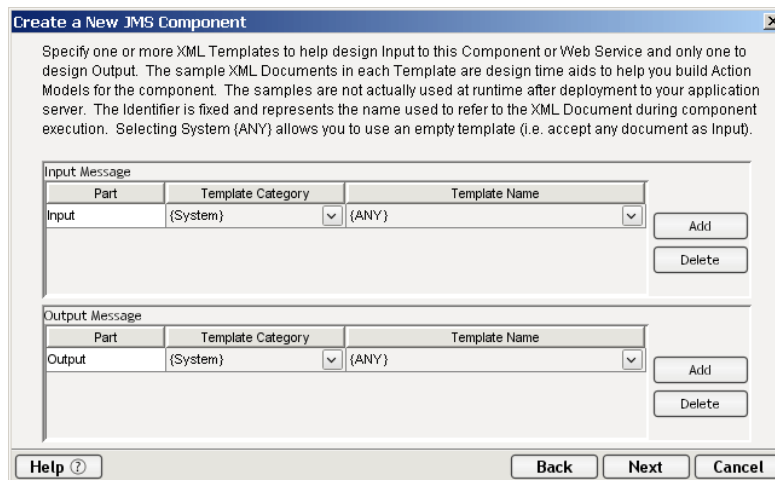 Create a New JMS Component
Specify one or more XML Templates to help design Input to this Component or Web Service and only one to
design Output. The sample XML Documents in each Template are design time aids to help you build Action
Models for the component. The samples are not actually used at runtime after deployment to your application
server. The Identifier is fixed and represents the name used to refer to the XML Document during component
execution. Selecting System {ANY} allows you to use an empty template (i.e. accept any document as Input).
Input Message
Part Template Category Template Name
Input {System} {ANY}
Add
Delete
Output Message
Part Template Category Template Name
Output {System} {ANY}
Add
Delete
Help ? Back Next Cancel